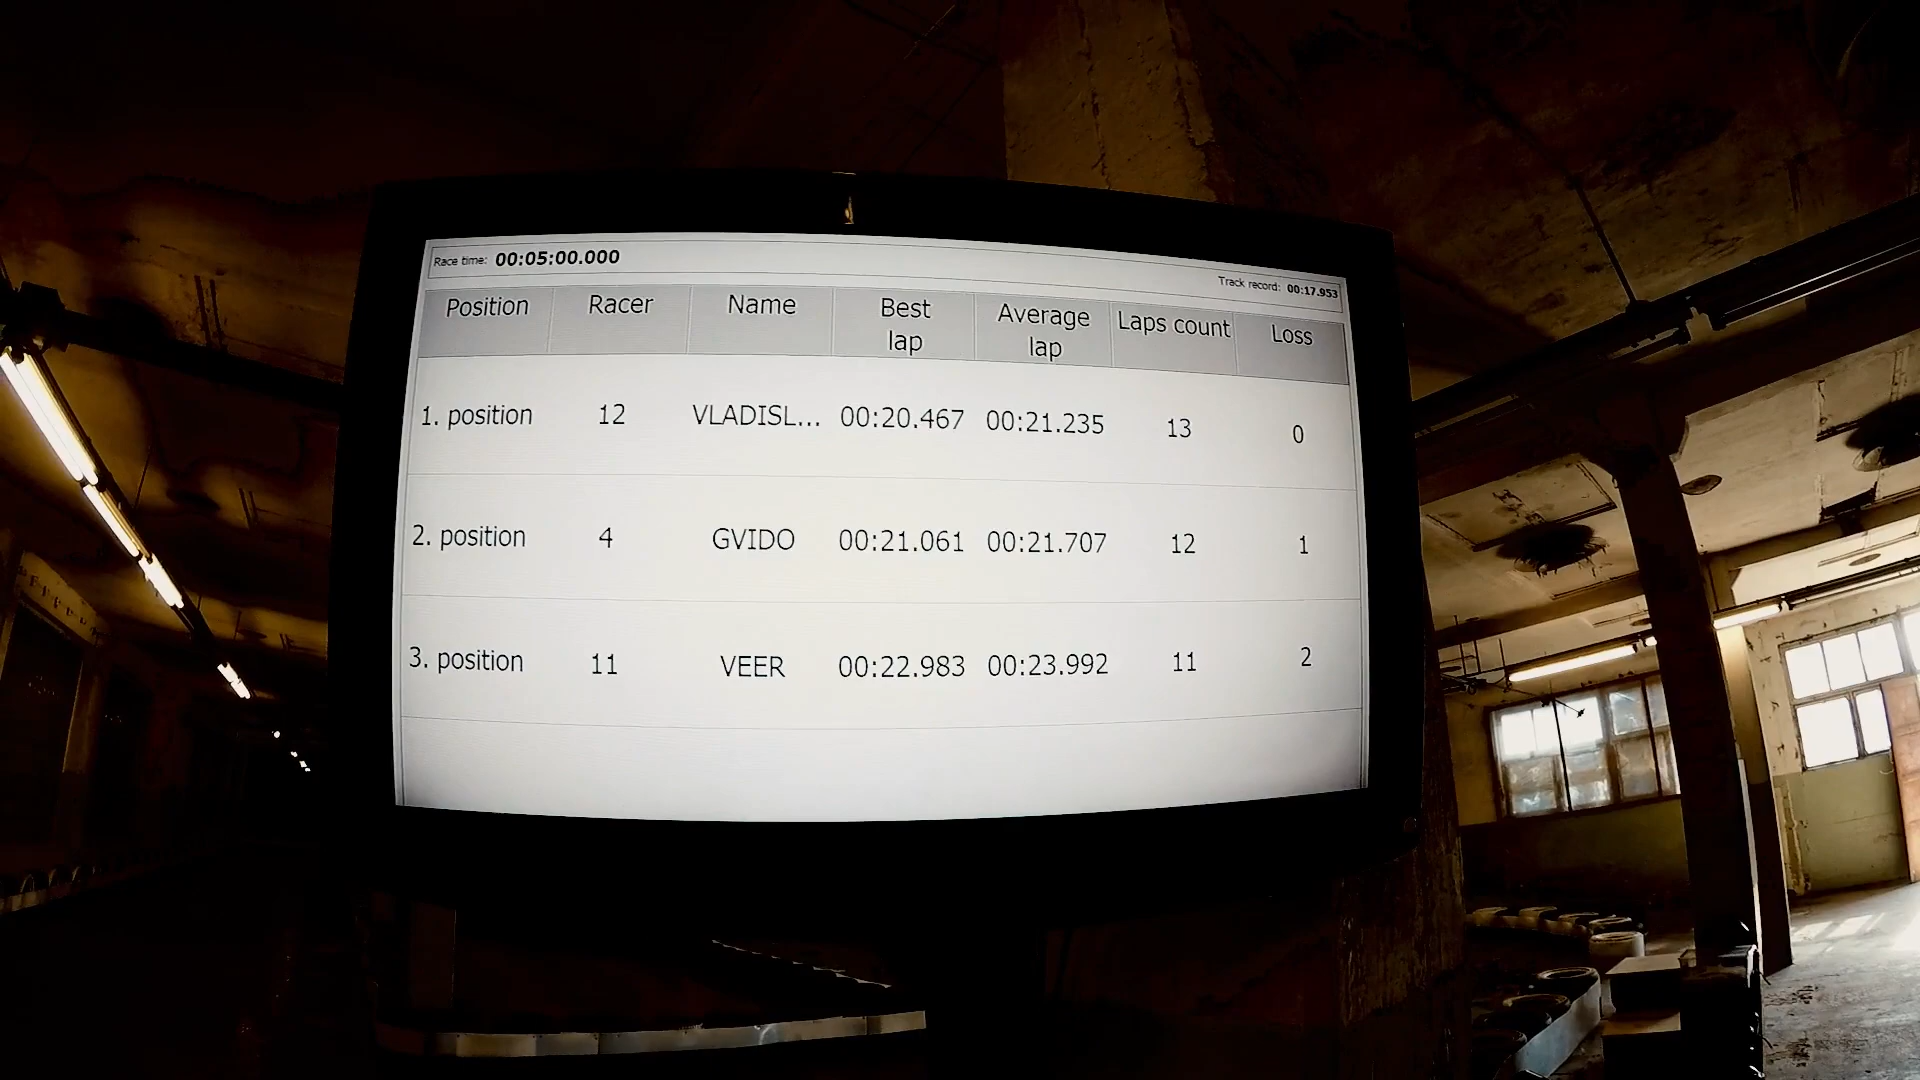 Race time: 00:05:00.000
Track record: 00:17.953
Position Racer Name Best lap Average lap Laps count Loss
1. position 12 VLADISL... 00:20.467 00:21.235 13 0
2. position 4 GVIDO 00:21.061 00:21.707 12 1
3. position 11 VEER 00:22.983 00:23.992 11 2